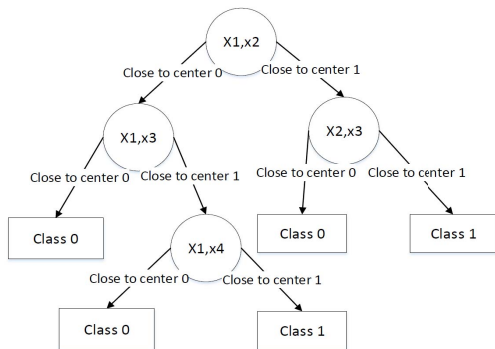 X1,x2
Close to center 0
Close to center 1
X1,x3
X2,x3
Close to center 0
Close to center 1
Close to center 0
Close to center 1
Class 0
X1,x4
Class 0
Class 1
Close to center 0
Close to center 1
Class 0
Class 1